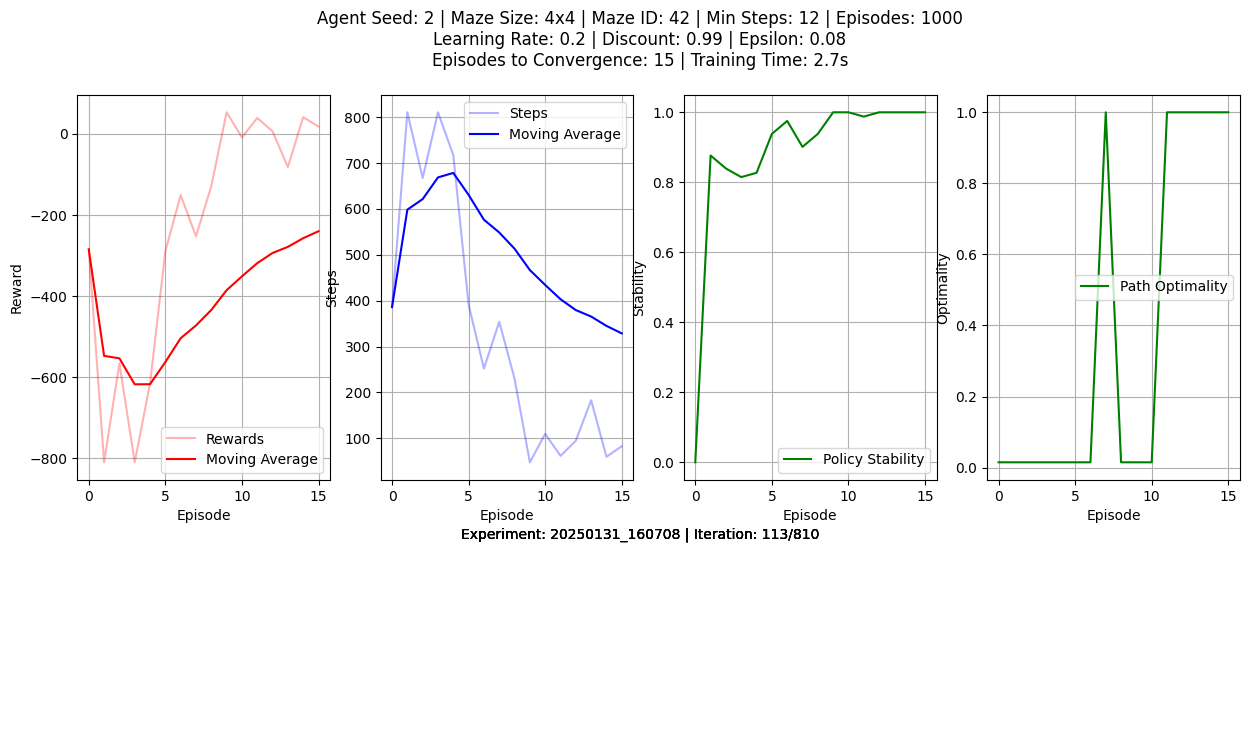 Agent Seed: 2 | Maze Size: 4x4 | Maze ID: 42 | Min Steps: 12 | Episodes: 1000
Learning Rate: 0.2 | Discount: 0.99 | Epsilon: 0.08
Episodes to Convergence: 15 | Training Time: 2.7s
Reward
0
−200
−400
−600
−800
Rewards
Moving Average
0 5 10 15
Episode
Steps
800
700
600
500
400
300
200
100
Steps
Moving Average
0 5 10 15
Episode
Stability
1.0
0.8
0.6
0.4
0.2
0.0
Policy Stability
0 5 10 15
Episode
Optimality
1.0
0.8
0.6
0.4
0.2
0.0
Path Optimality
0 5 10 15
Episode
Experiment: 20250131_160708 | Iteration: 113/810